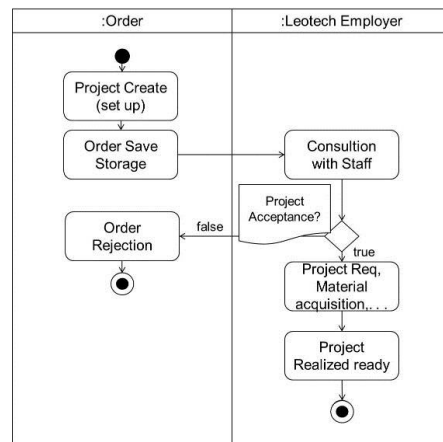 :Order
:Leotech Employer
Project Create
(set up)
Order Save
Storage
Consultion
with Staff
Project
Acceptance?
false
Order
Rejection
true
Project Req,
Material
acquisition,. . .
Project
Realized ready